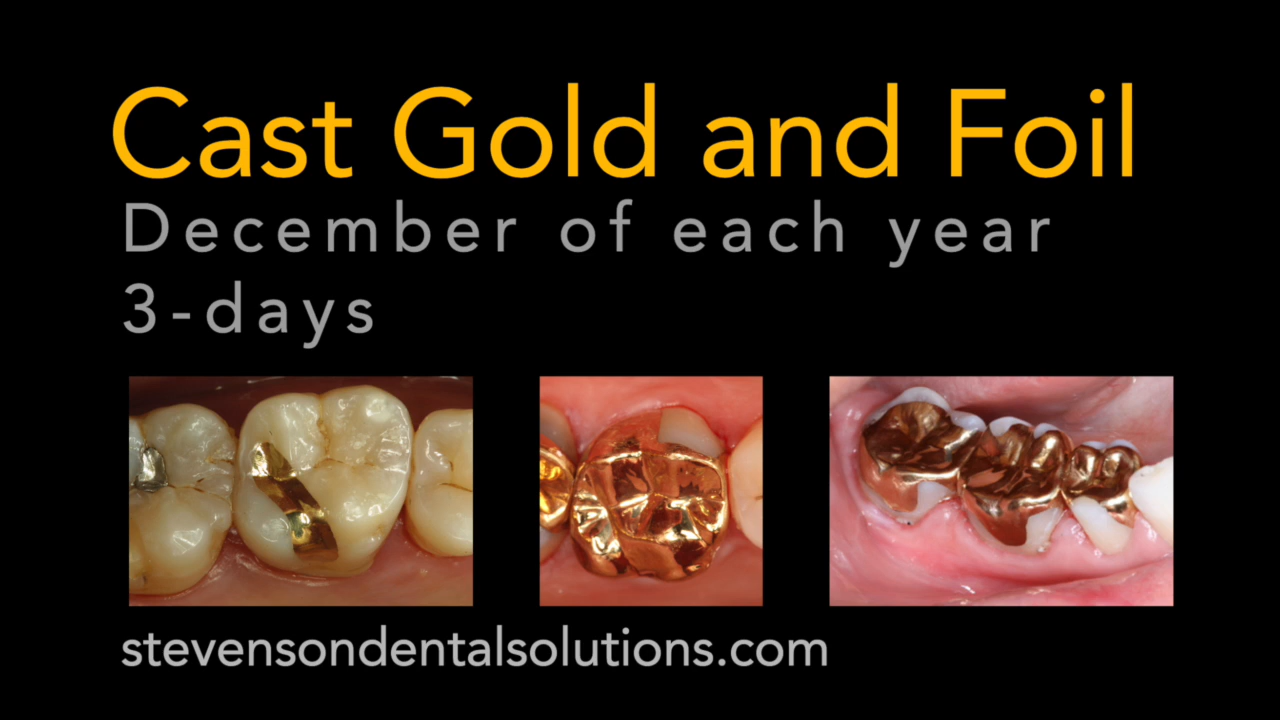 Cast Gold and Foil
December of each year
3-days
stevensondentalsolutions.com